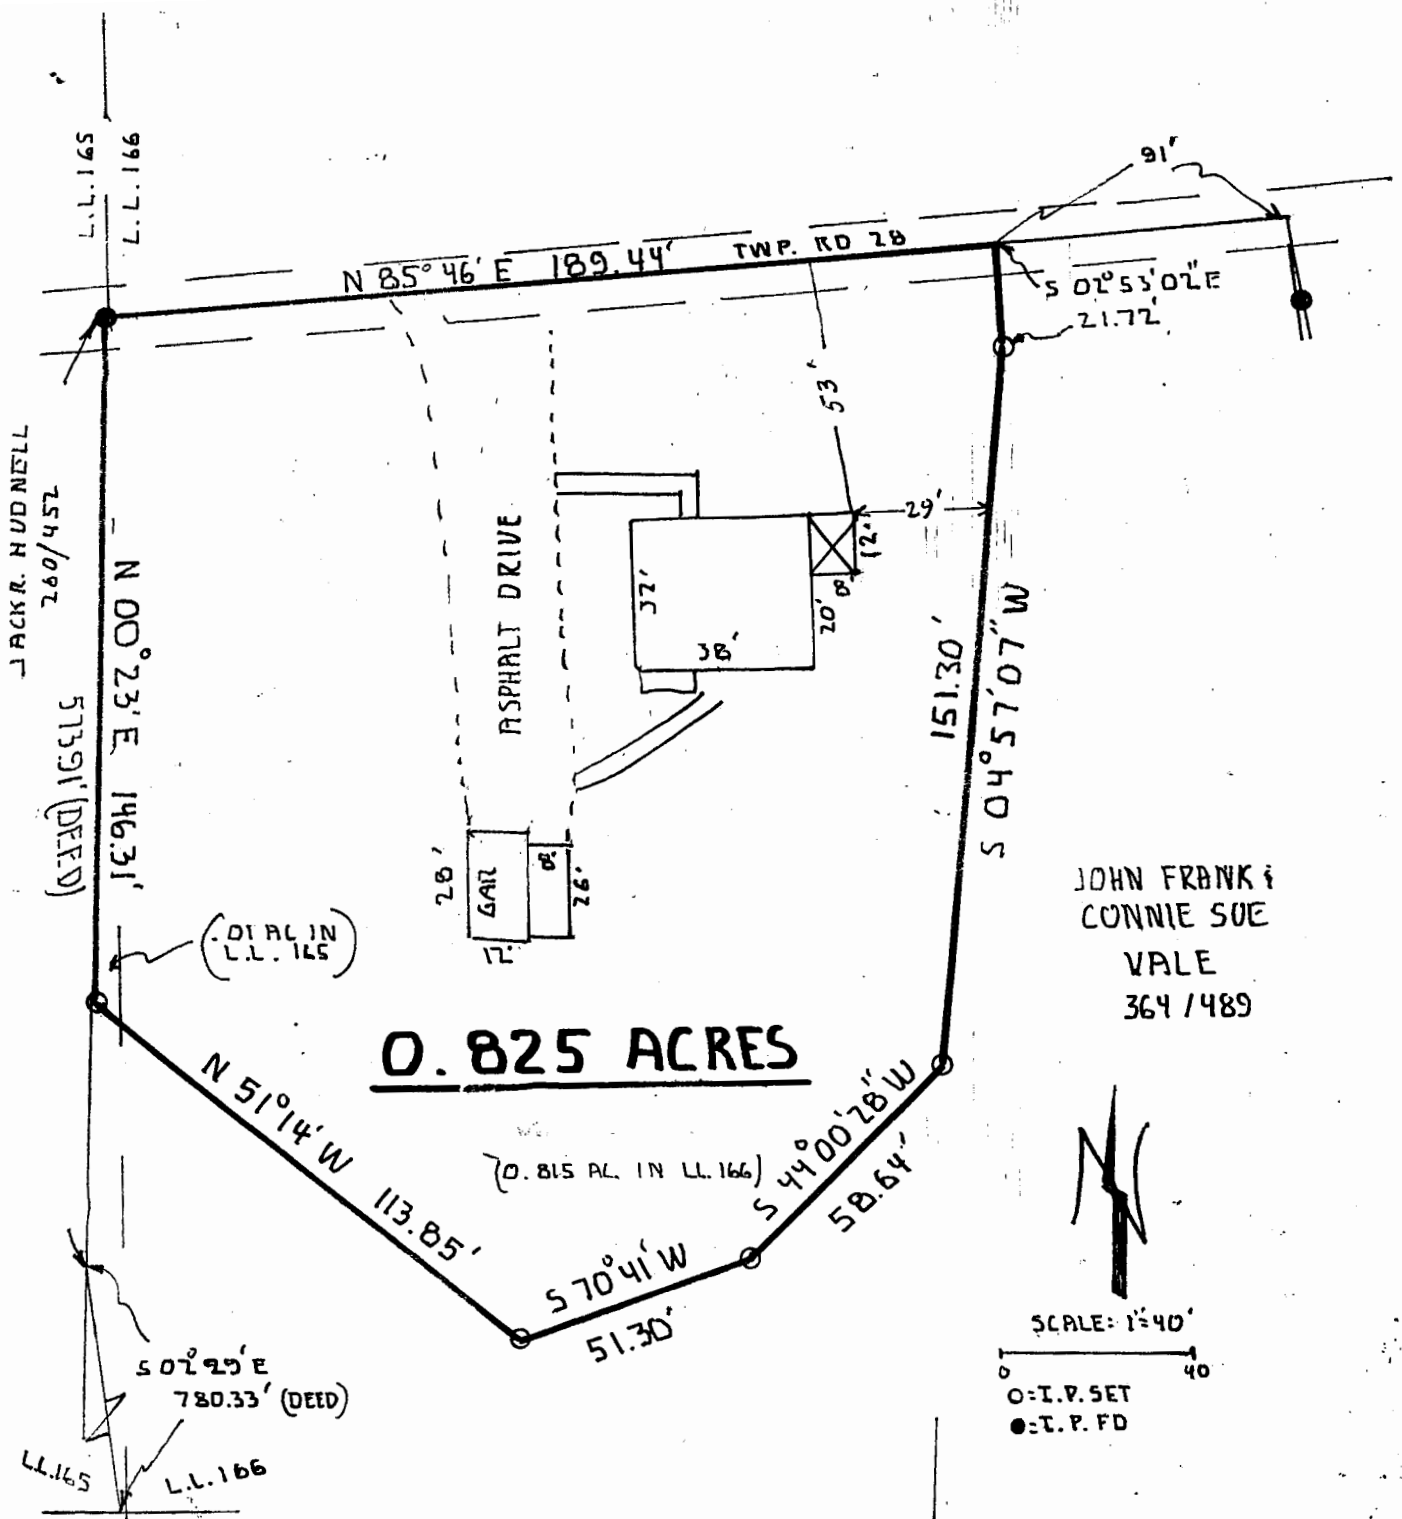 91'
L.L. 165
L.L. 166
N 85° 46' E 189.44' TWP. RD 28
S 02° 53' 02" E
21.72'
53'
29'
JACK R. HUDNELL
260/452
ASPHALT DRIVE
12'
8'
32'
20'
38'
N 00° 23' E 146.31'
573.91' (DEED)
151.30'
S 04° 57' 07" W
28'
GAR
8'
26'
12'
JOHN FRANK &
CONNIE SUE
VALE
364 / 489
(.01 AC IN
L.L. 165)
0.825 ACRES
N 51° 14' W 113.85'
(0.815 AC. IN LL.166)
S 44° 00' 28" W
58.64'
S 70° 41' W
51.30'
N
SCALE: 1"=40'
0 40
O=I.P. SET
●=I.P. FD
S 02° 29' E
780.33' (DEED)
L.L. 165
L.L. 166